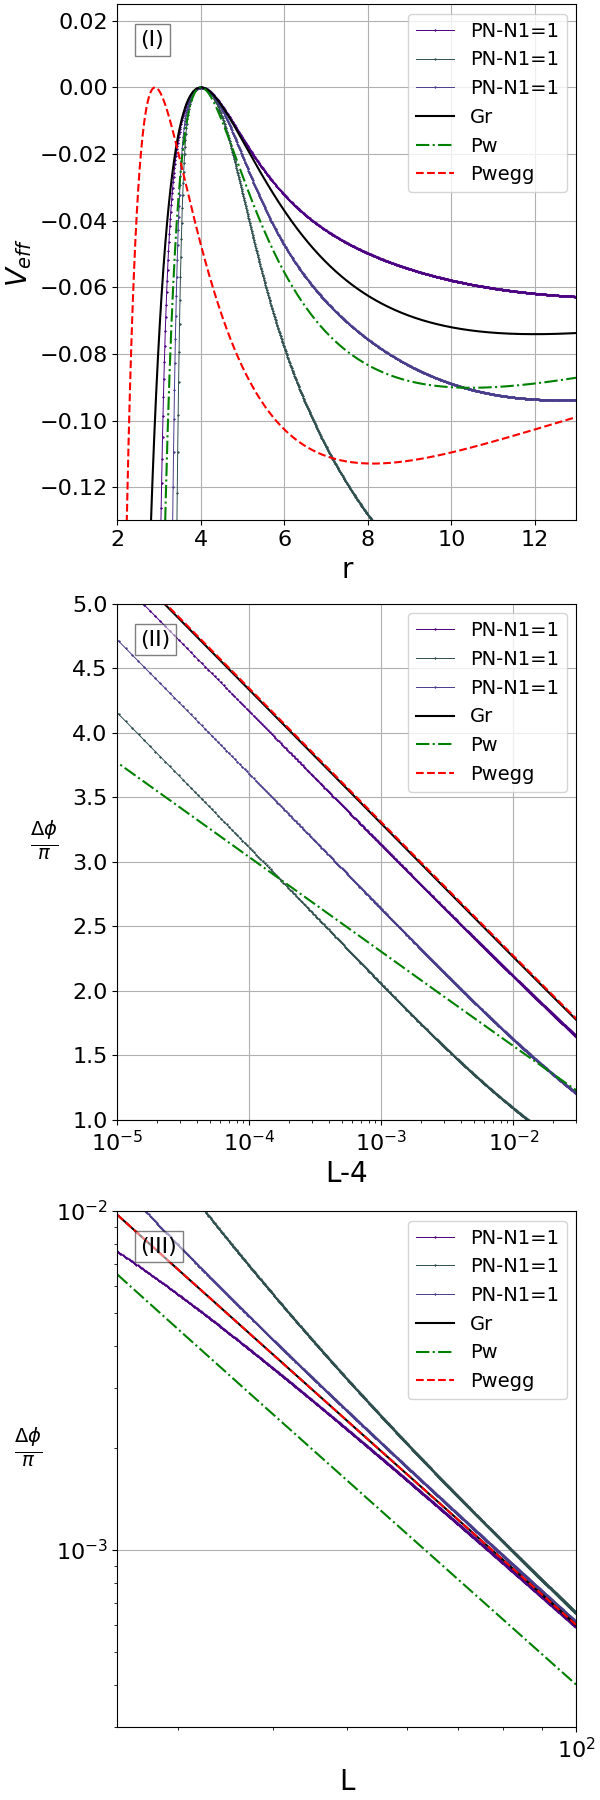 (I)
PN-N1=1
PN-N1=1
PN-N1=1
Gr
Pw
Pwegg
0.02
0.00
−0.02
−0.04
−0.06
−0.08
−0.10
−0.12
V_{eff}
2 4 6 8 10 12
r
(II)
PN-N1=1
PN-N1=1
PN-N1=1
Gr
Pw
Pwegg
5.0
4.5
4.0
3.5
3.0
2.5
2.0
1.5
1.0
Δϕ/π
10^{-5} 10^{-4} 10^{-3} 10^{-2}
L-4
(III)
PN-N1=1
PN-N1=1
PN-N1=1
Gr
Pw
Pwegg
10^{-2}
10^{-3}
Δϕ/π
10^{2}
L